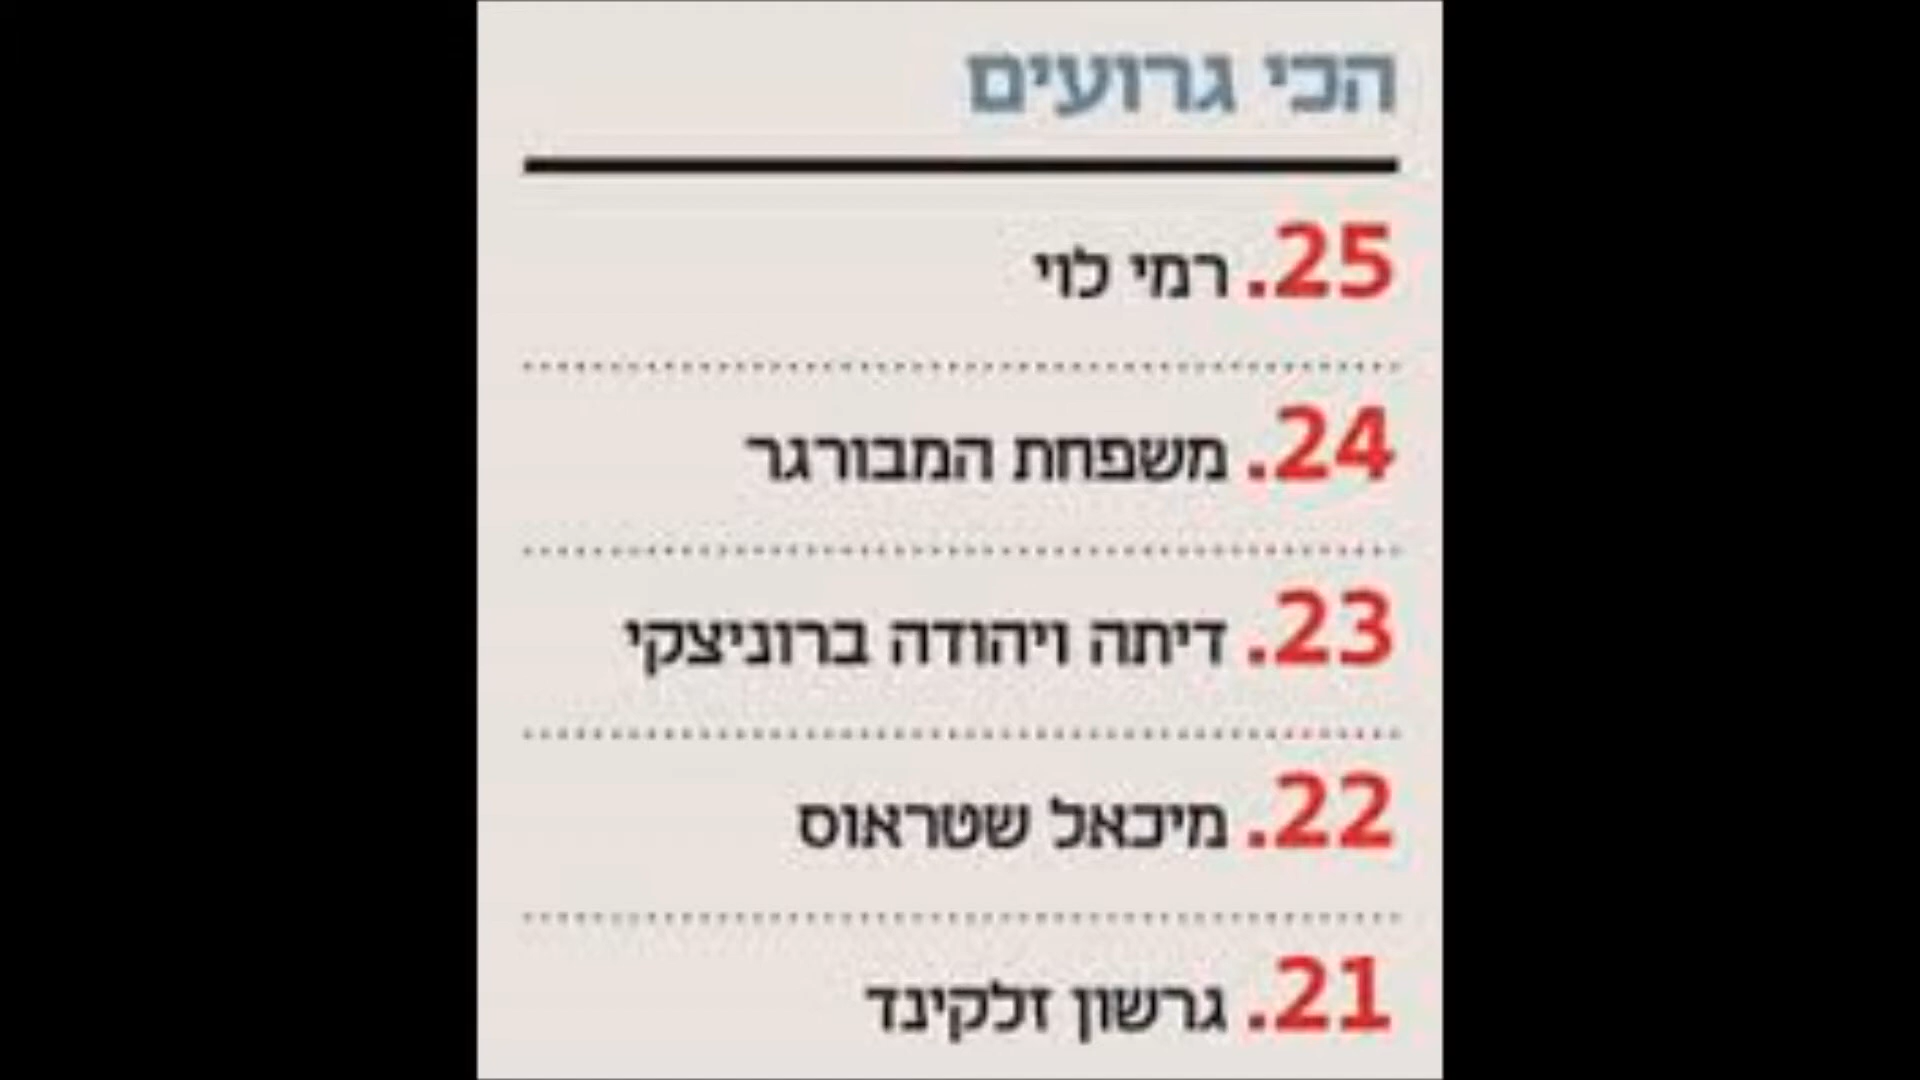 הכי גרועים
25. רמי לוי
24. משפחת המבורגר
23. דיתה ויהודה ברוניצקי
22. מיכאל שטראוס
21. גרשון זלקינד